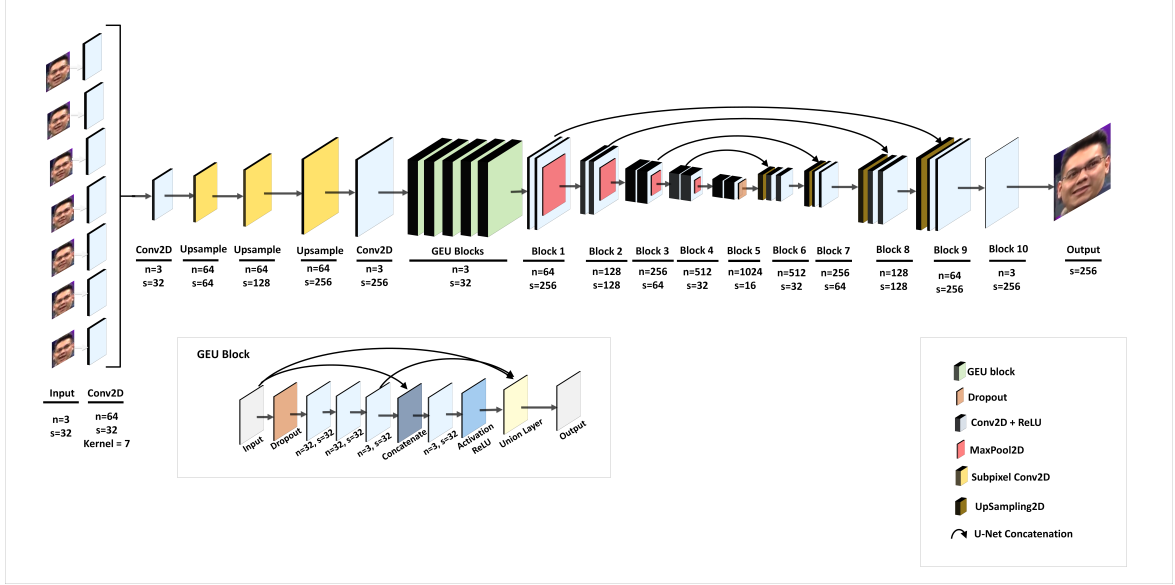 Conv2D
n=3
s=32
Upsample
n=64
s=64
Upsample
n=64
s=128
Upsample
n=64
s=256
Conv2D
n=3
s=256
GEU Blocks
n=3
s=32
Block 1
n=64
s=256
Block 2
n=128
s=128
Block 3
n=256
s=64
Block 4
n=512
s=32
Block 5
n=1024
s=16
Block 6
n=512
s=32
Block 7
n=256
s=64
Block 8
n=128
s=128
Block 9
n=64
s=256
Block 10
n=3
s=256
Output
s=256
Input
n=3
s=32
Conv2D
n=64
s=32
Kernel = 7
GEU Block
Input
Dropout
n=32, s=32
n=32, s=32
n=3, s=32
Concatenate
n=3, s=32
Activation
ReLU
Union Layer
Output
GEU block
Dropout
Conv2D + ReLU
MaxPool2D
Subpixel Conv2D
UpSampling2D
U-Net Concatenation